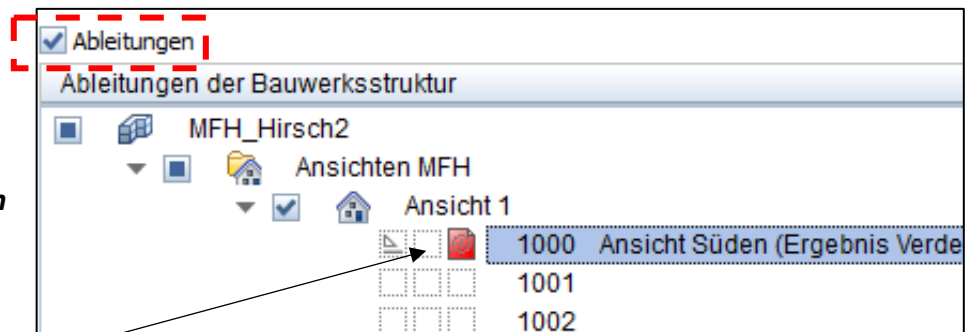 Ableitungen
Ableitungen der Bauwerksstruktur
MFH_Hirsch2
Ansichten MFH
n
Ansicht 1
1000 Ansicht Süden (Ergebnis Verde
1001
1002